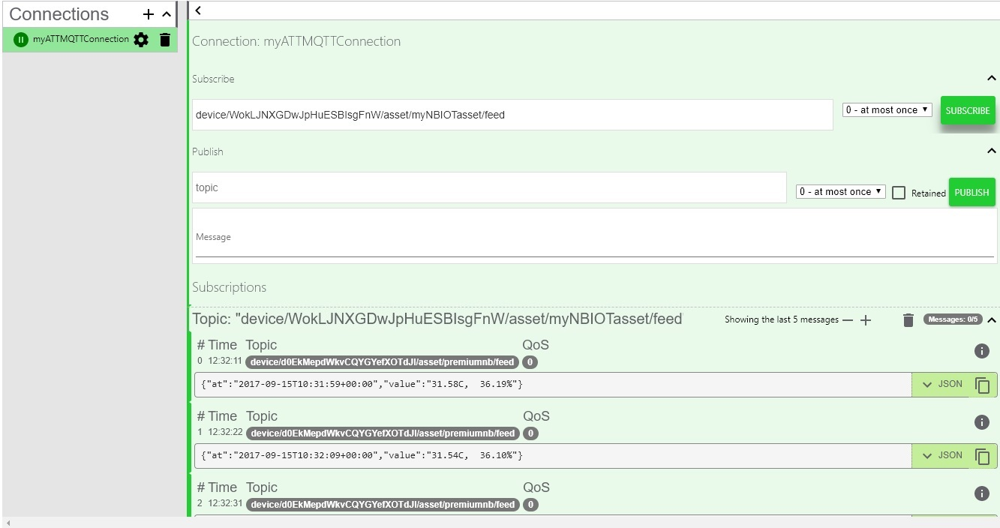 Connections
myATTMQTTConnection
Connection: myATTMQTTConnection
Subscribe
device/WokLJNXGDwJpHuESBIsgFnW/asset/myNBIOTasset/feed
0 - at most once
SUBSCRIBE
Publish
topic
0 - at most once
Retained
PUBLISH
Message
Subscriptions
Topic: "device/WokLJNXGDwJpHuESBIsgFnW/asset/myNBIOTasset/feed
Showing the last 5 messages
Messages: 0/5
# Time Topic QoS
0 12:32:11 device/d0EkMepdWkvCQYGYefXOTdJI/asset/premiumnb/feed 0
{"at":"2017-09-15T10:31:59+00:00","value":"31.58C,  36.19%"}
JSON
# Time Topic QoS
1 12:32:22 device/d0EkMepdWkvCQYGYefXOTdJI/asset/premiumnb/feed 0
{"at":"2017-09-15T10:32:09+00:00","value":"31.54C,  36.10%"}
JSON
# Time Topic QoS
2 12:32:31 device/d0EkMepdWkvCQYGYefXOTdJI/asset/premiumnb/feed 0